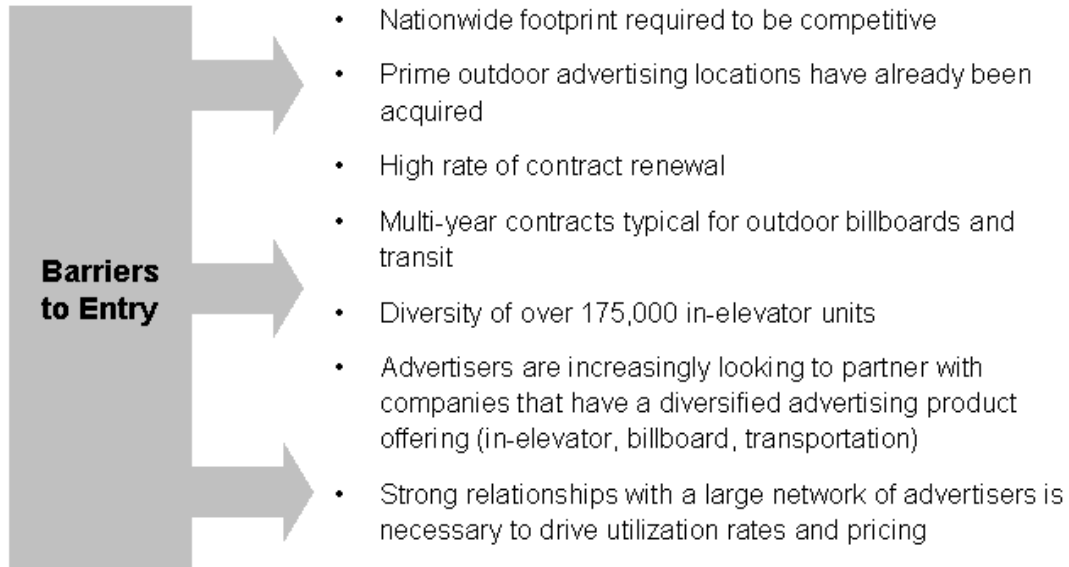 Barriers
to Entry
• Nationwide footprint required to be competitive
• Prime outdoor advertising locations have already been
acquired
• High rate of contract renewal
• Multi-year contracts typical for outdoor billboards and
transit
• Diversity of over 175,000 in-elevator units
• Advertisers are increasingly looking to partner with
companies that have a diversified advertising product
offering (in-elevator, billboard, transportation)
• Strong relationships with a large network of advertisers is
necessary to drive utilization rates and pricing